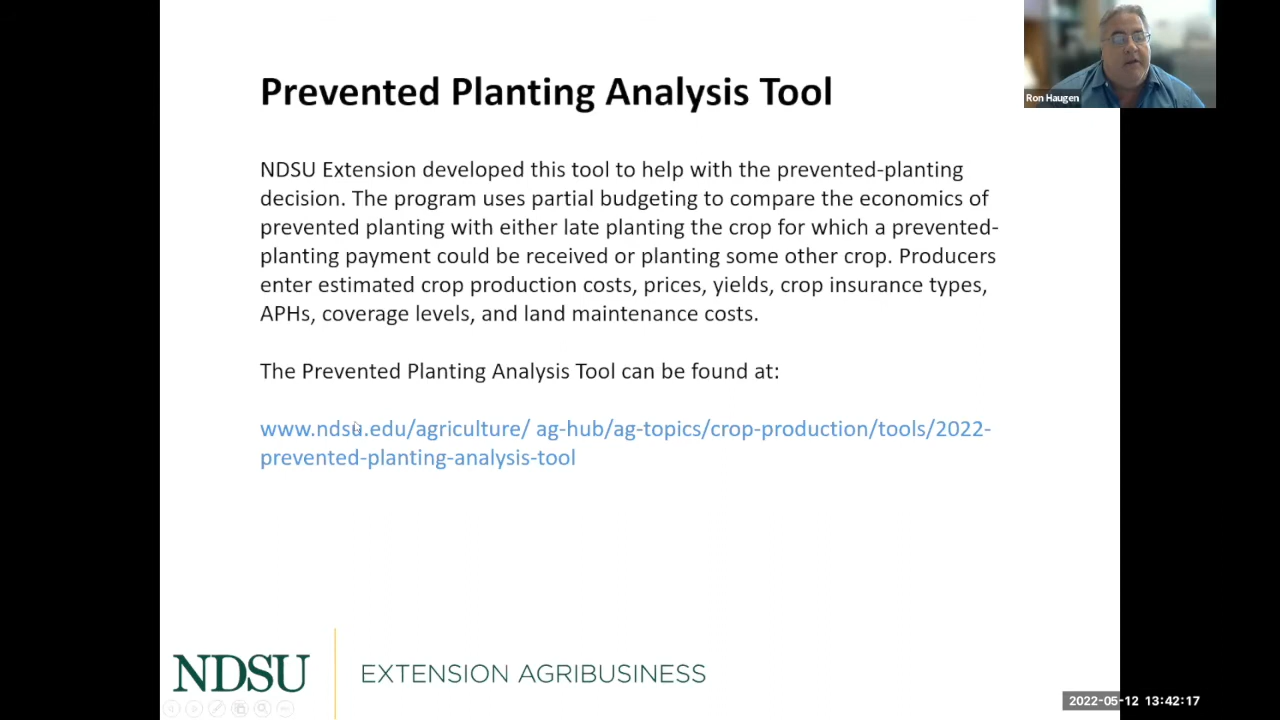 Prevented Planting Analysis Tool
Ron Haugen
NDSU Extension developed this tool to help with the prevented-planting
decision. The program uses partial budgeting to compare the economics of
prevented planting with either late planting the crop for which a prevented-
planting payment could be received or planting some other crop. Producers
enter estimated crop production costs, prices, yields, crop insurance types,
APHs, coverage levels, and land maintenance costs.
The Prevented Planting Analysis Tool can be found at:
www.ndsu.edu/agriculture/ ag-hub/ag-topics/crop-production/tools/2022-
prevented-planting-analysis-tool
NDSU
EXTENSION AGRIBUSINESS
2022-05-12 13:42:17